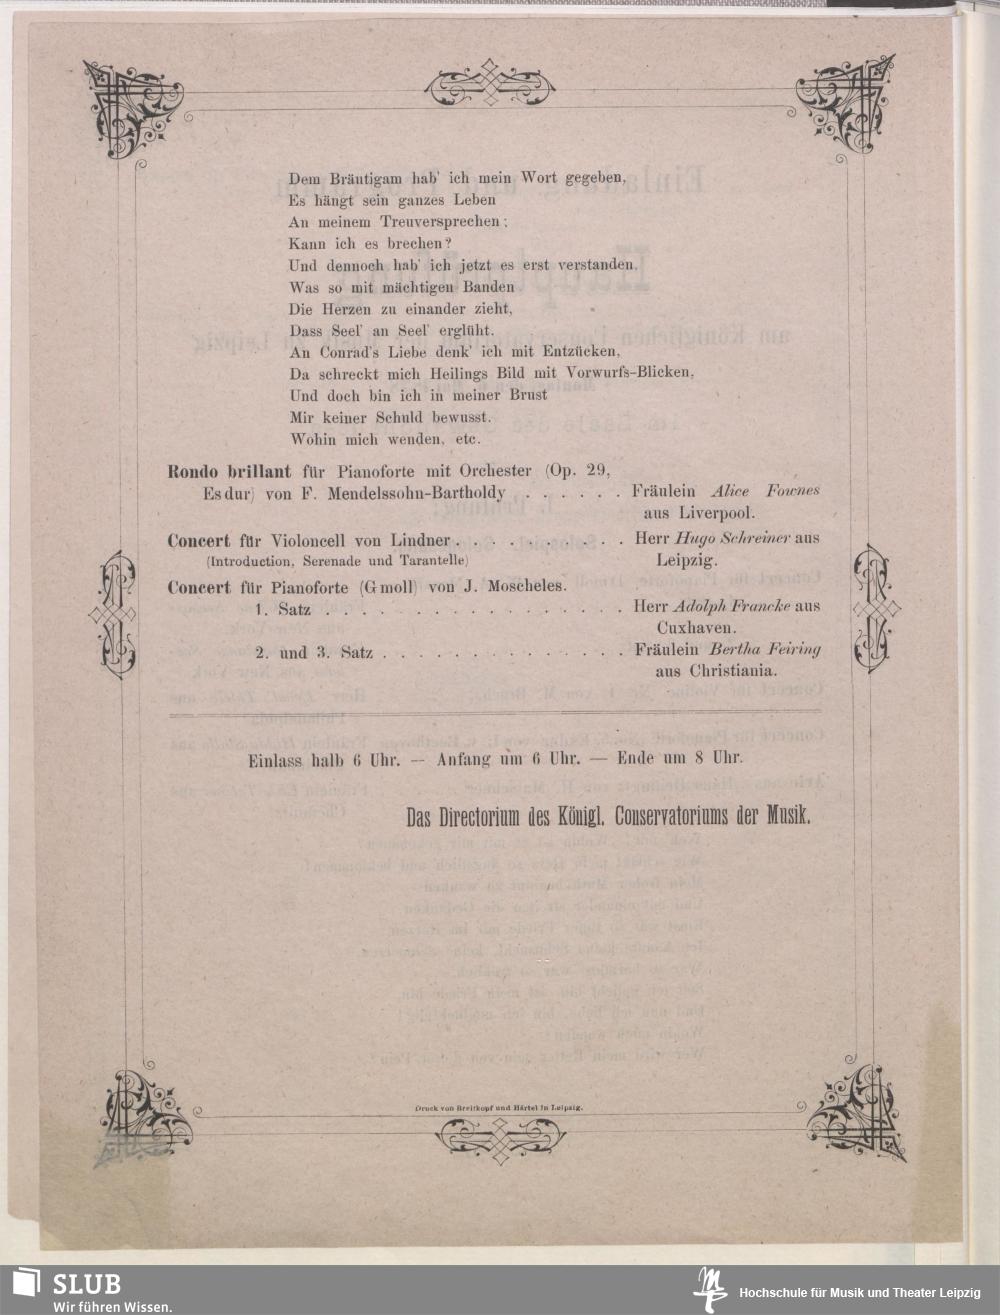 Dem Bräutigam hab' ich mein Wort gegeben,
Es hängt sein ganzes Leben
An meinem Treuversprechen;
Kann ich es brechen?
Und dennoch hab' ich jetzt es erst verstanden,
Was so mit mächtigen Banden
Die Herzen zu einander zieht,
Dass Seel' an Seel' erglüht.
An Conrad's Liebe denk' ich mit Entzücken,
Da schreckt mich Heilings Bild mit Vorwurfs-Blicken,
Und doch bin ich in meiner Brust
Mir keiner Schuld bewusst.
Wohin mich wenden, etc.
Rondo brillant für Pianoforte mit Orchester (Op. 29,
Es dur) von F. Mendelssohn-Bartholdy . . . . . . Fräulein Alice Fownes
aus Liverpool.
Concert für Violoncell von Lindner . . . . . . . Herr Hugo Schreiner aus
(Introduction, Serenade und Tarantelle) Leipzig.
Concert für Pianoforte (G moll) von J. Moscheles.
1. Satz . . . . . . . . . . . . . Herr Adolph Francke aus
Cuxhaven.
2. und 3. Satz . . . . . . . . . . Fräulein Bertha Feiring
aus Christiania.
Einlass halb 6 Uhr. — Anfang um 6 Uhr. — Ende um 8 Uhr.
Das Directorium des Königl. Conservatoriums der Musik.
Druck von Breitkopf und Härtel in Leipzig.
SLUB
Wir führen Wissen.
Hochschule für Musik und Theater Leipzig